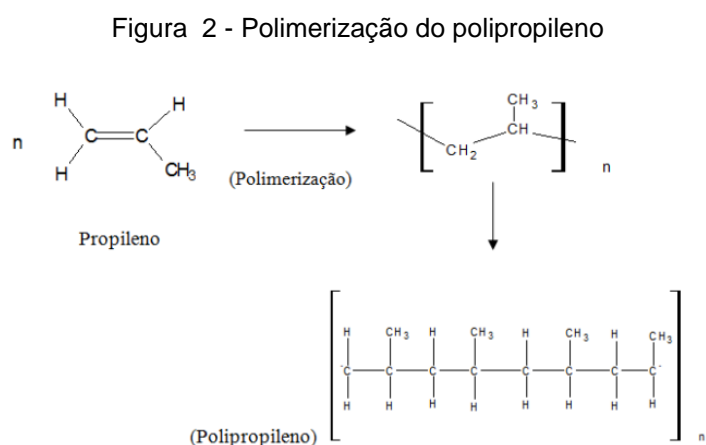 Figura 2 - Polimerização do polipropileno
H H
n C C
H CH3
(Polimerização)
Propileno
CH3
CH
CH2
n
H CH3 H CH3 H CH3 H CH3
C C C C C C C C
H H H H H H H H
(Polipropileno) n